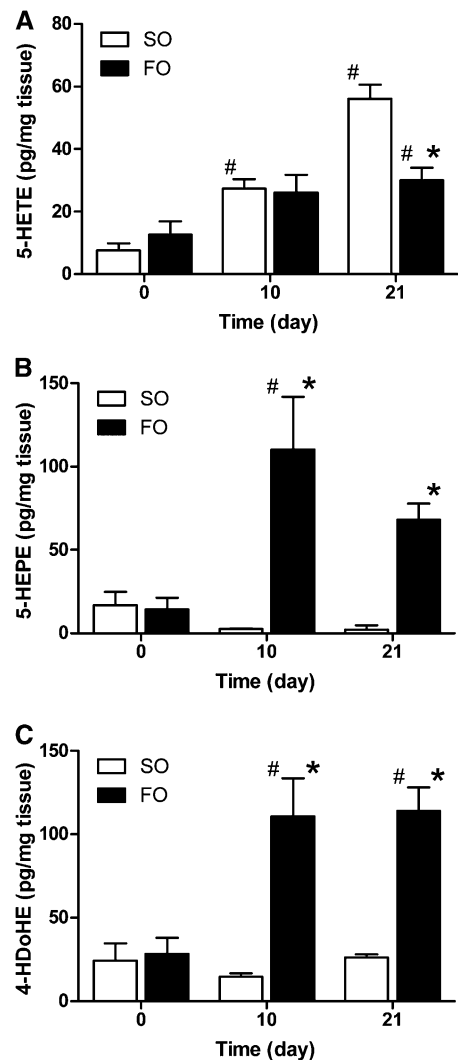 A
5-HETE (pg/mg tissue)
80
60
40
20
0
SO
FO
#
#
# *
0 10 21
Time (day)
B
5-HEPE (pg/mg tissue)
150
100
50
0
SO
FO
# *
*
0 10 21
Time (day)
C
4-HDoHE (pg/mg tissue)
150
100
50
0
SO
FO
# *
# *
0 10 21
Time (day)